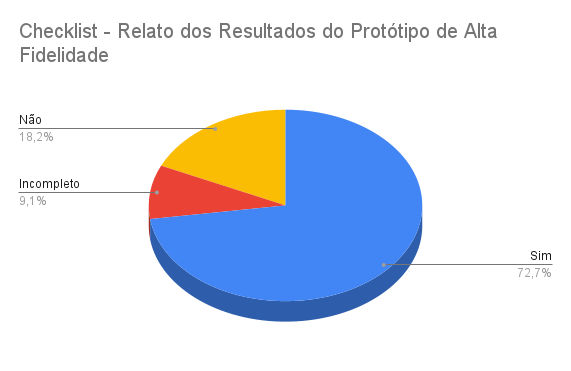 Checklist - Relato dos Resultados do Protótipo de Alta
Fidelidade
Não
18,2%
Incompleto
9,1%
Sim
72,7%